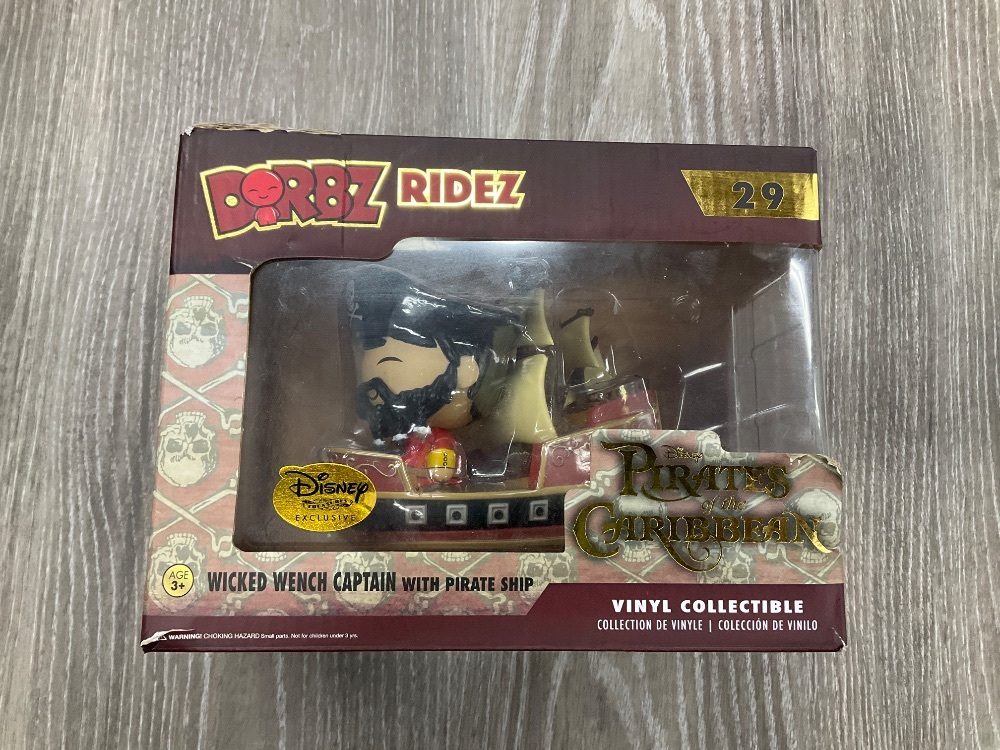 DORBZ RIDEZ
29
Disney
TREASURES
EXCLUSIVE
Disney
PIRATES
of the
CARIBBEAN
AGE
3+
WICKED WENCH CAPTAIN WITH PIRATE SHIP
VINYL COLLECTIBLE
COLLECTION DE VINYLE | COLECCIÓN DE VINILO
WARNING! CHOKING HAZARD Small parts. Not for children under 3 yrs.